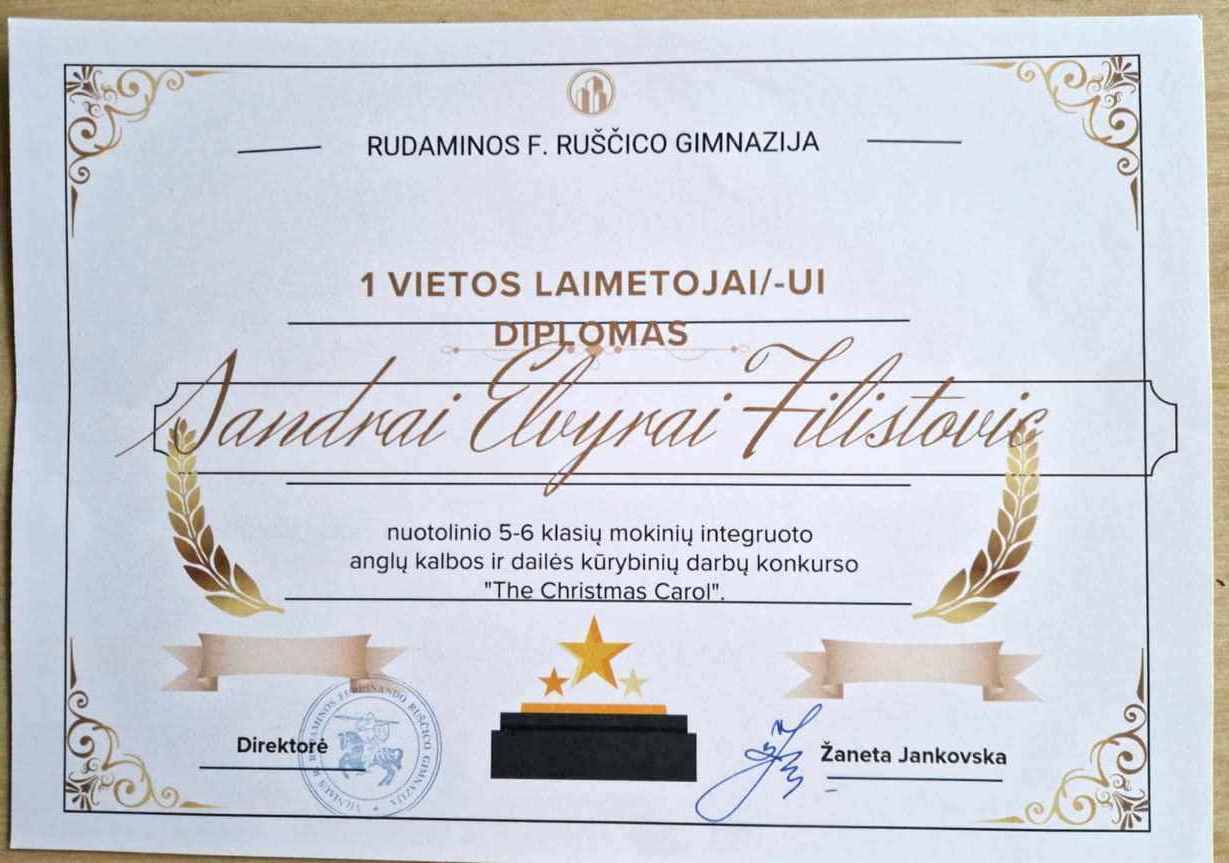 RUDAMINOS F. RUŠČICO GIMNAZIJA
1 VIETOS LAIMETOJAI/-UI
DIPLOMAS
Sandrai Elvyrai Filistovic
nuotolinio 5-6 klasių mokinių integruoto
anglų kalbos ir dailės kūrybinių darbų konkurso
"The Christmas Carol".
Direktorė
Žaneta Jankovska